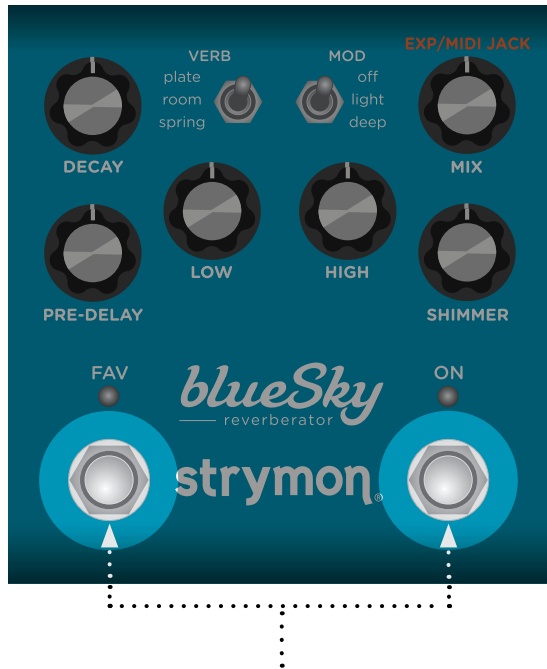 EXP/MIDI JACK
VERB
MOD
plate
off
room
light
spring
deep
DECAY
MIX
LOW
HIGH
PRE-DELAY
SHIMMER
FAV
ON
blueSky
reverberator
strymon®